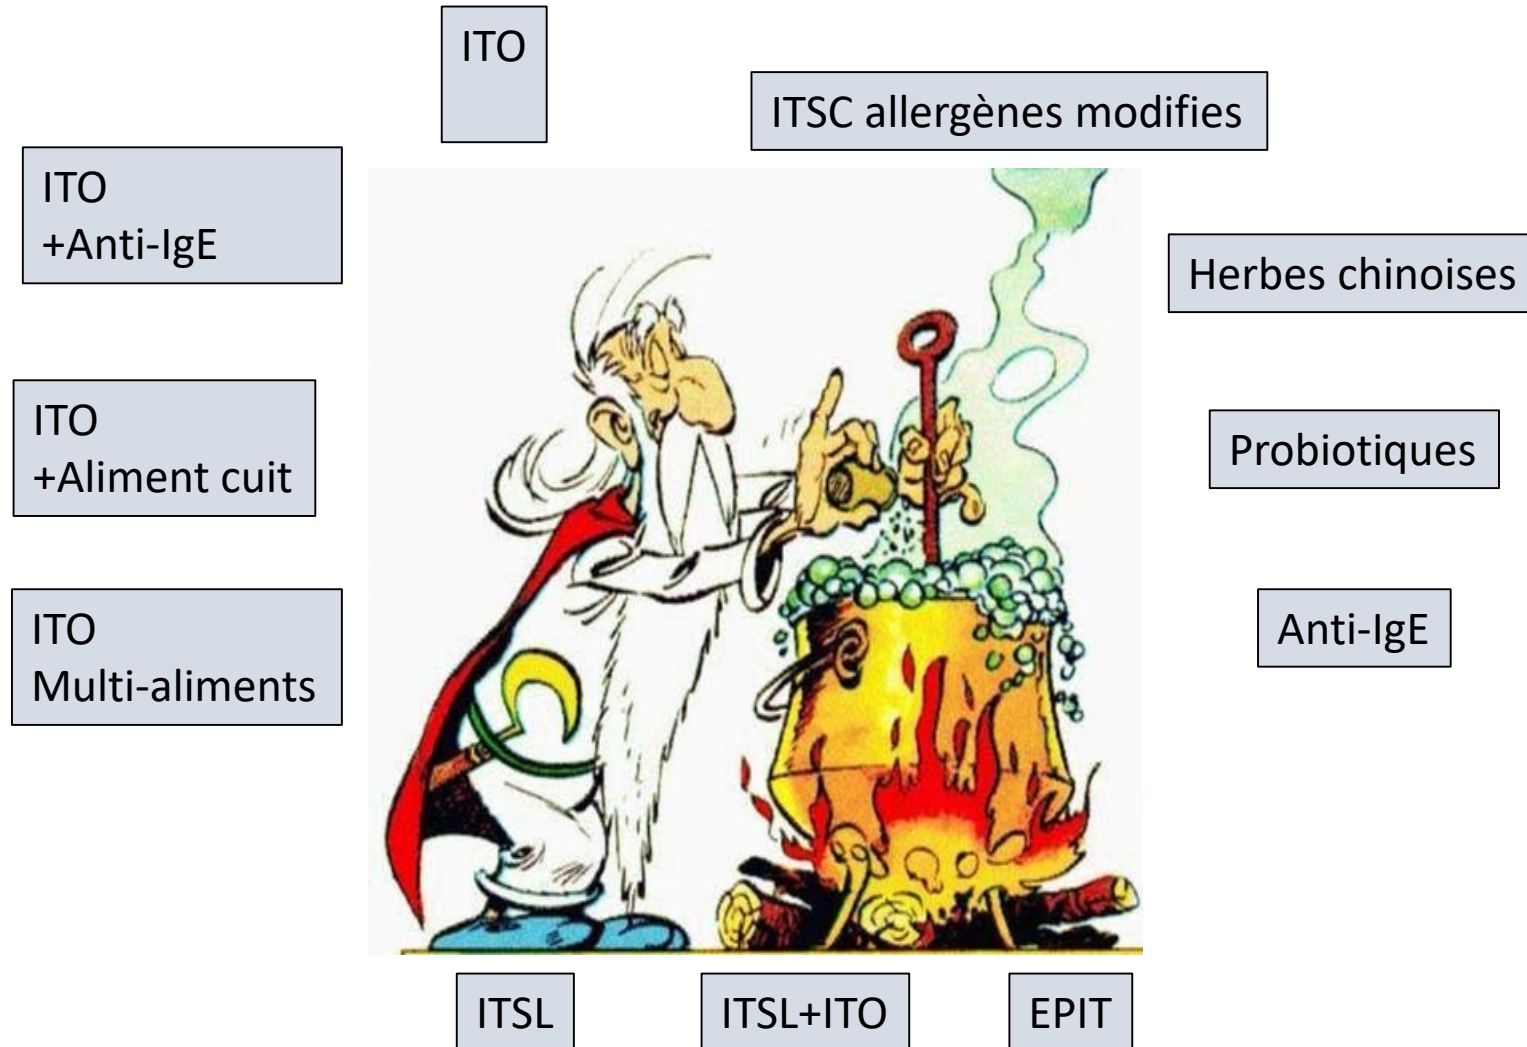 ITO
ITSC allergènes modifies
ITO
+Anti-IgE
Herbes chinoises
ITO
+Aliment cuit
Probiotiques
ITO
Multi-aliments
Anti-IgE
ITSL
ITSL+ITO
EPIT